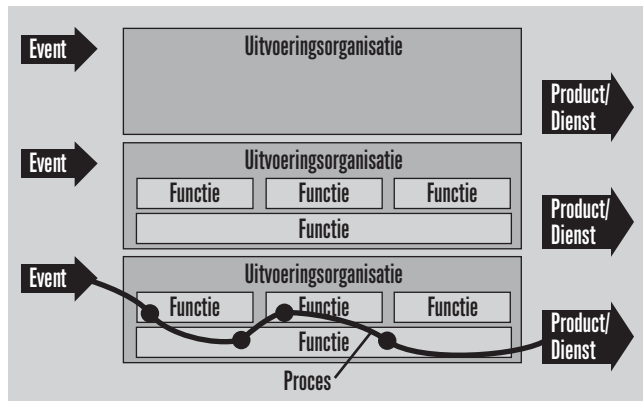 Event
Uitvoeringsorganisatie
Product/
Dienst
Event
Uitvoeringsorganisatie
Functie Functie Functie
Functie
Product/
Dienst
Event
Uitvoeringsorganisatie
Functie Functie Functie
Functie
Product/
Dienst
Proces